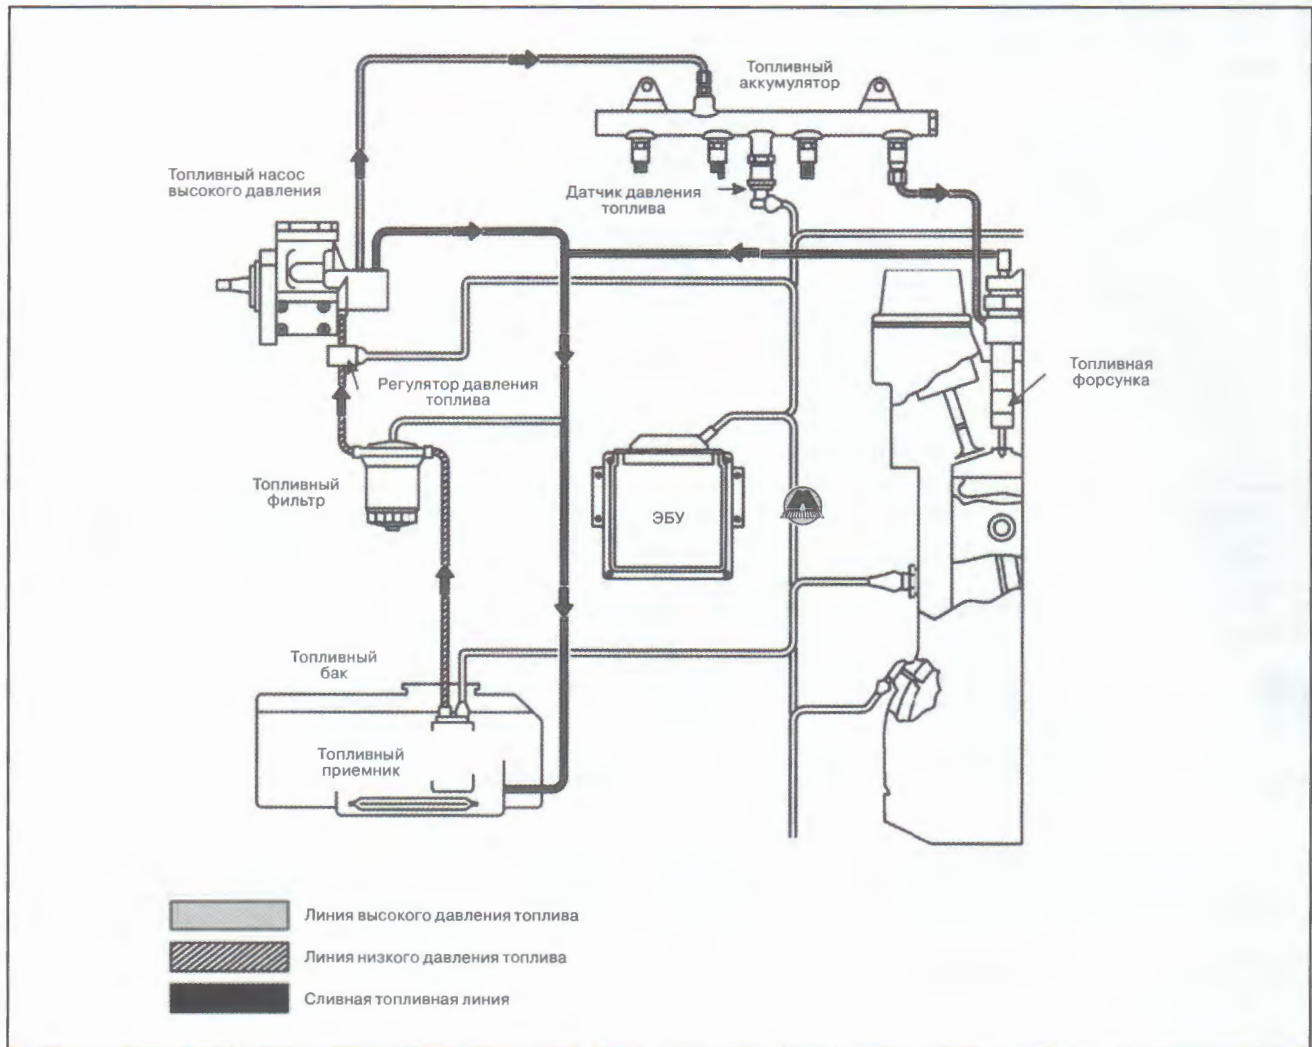 Топливный
аккумулятор
Топливный насос
высокого давления
Датчик давления
топлива
Регулятор давления
топлива
Топливная
форсунка
Топливный
фильтр
ЭБУ
Топливный
бак
Топливный
приемник
Линия высокого давления топлива
Линия низкого давления топлива
Сливная топливная линия